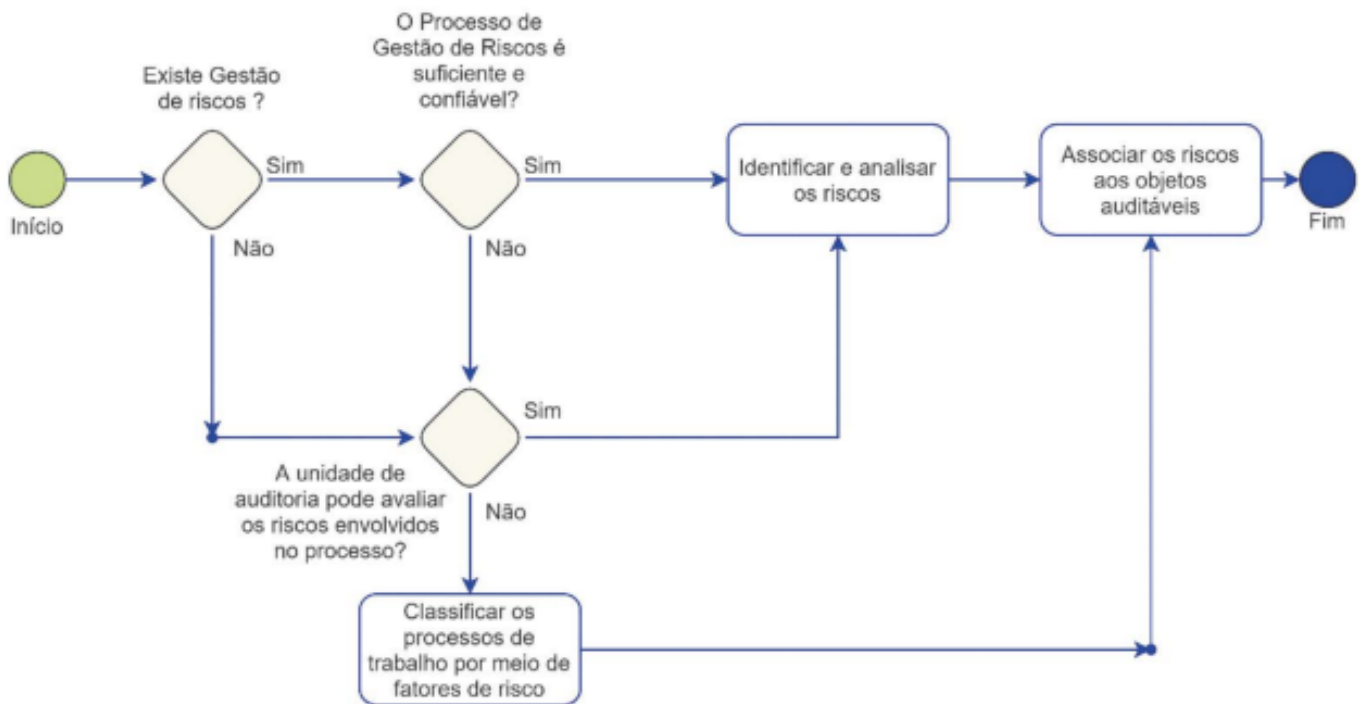 O Processo de
Gestão de Riscos é
suficiente e
confiável?
Existe Gestão
de riscos ?
Sim
Sim
Identificar e analisar
os riscos
Associar os riscos
aos objetos
auditáveis
Início
Fim
Não
Não
Sim
A unidade de
auditoria pode avaliar
os riscos envolvidos
no processo?
Não
Classificar os
processos de
trabalho por meio de
fatores de risco